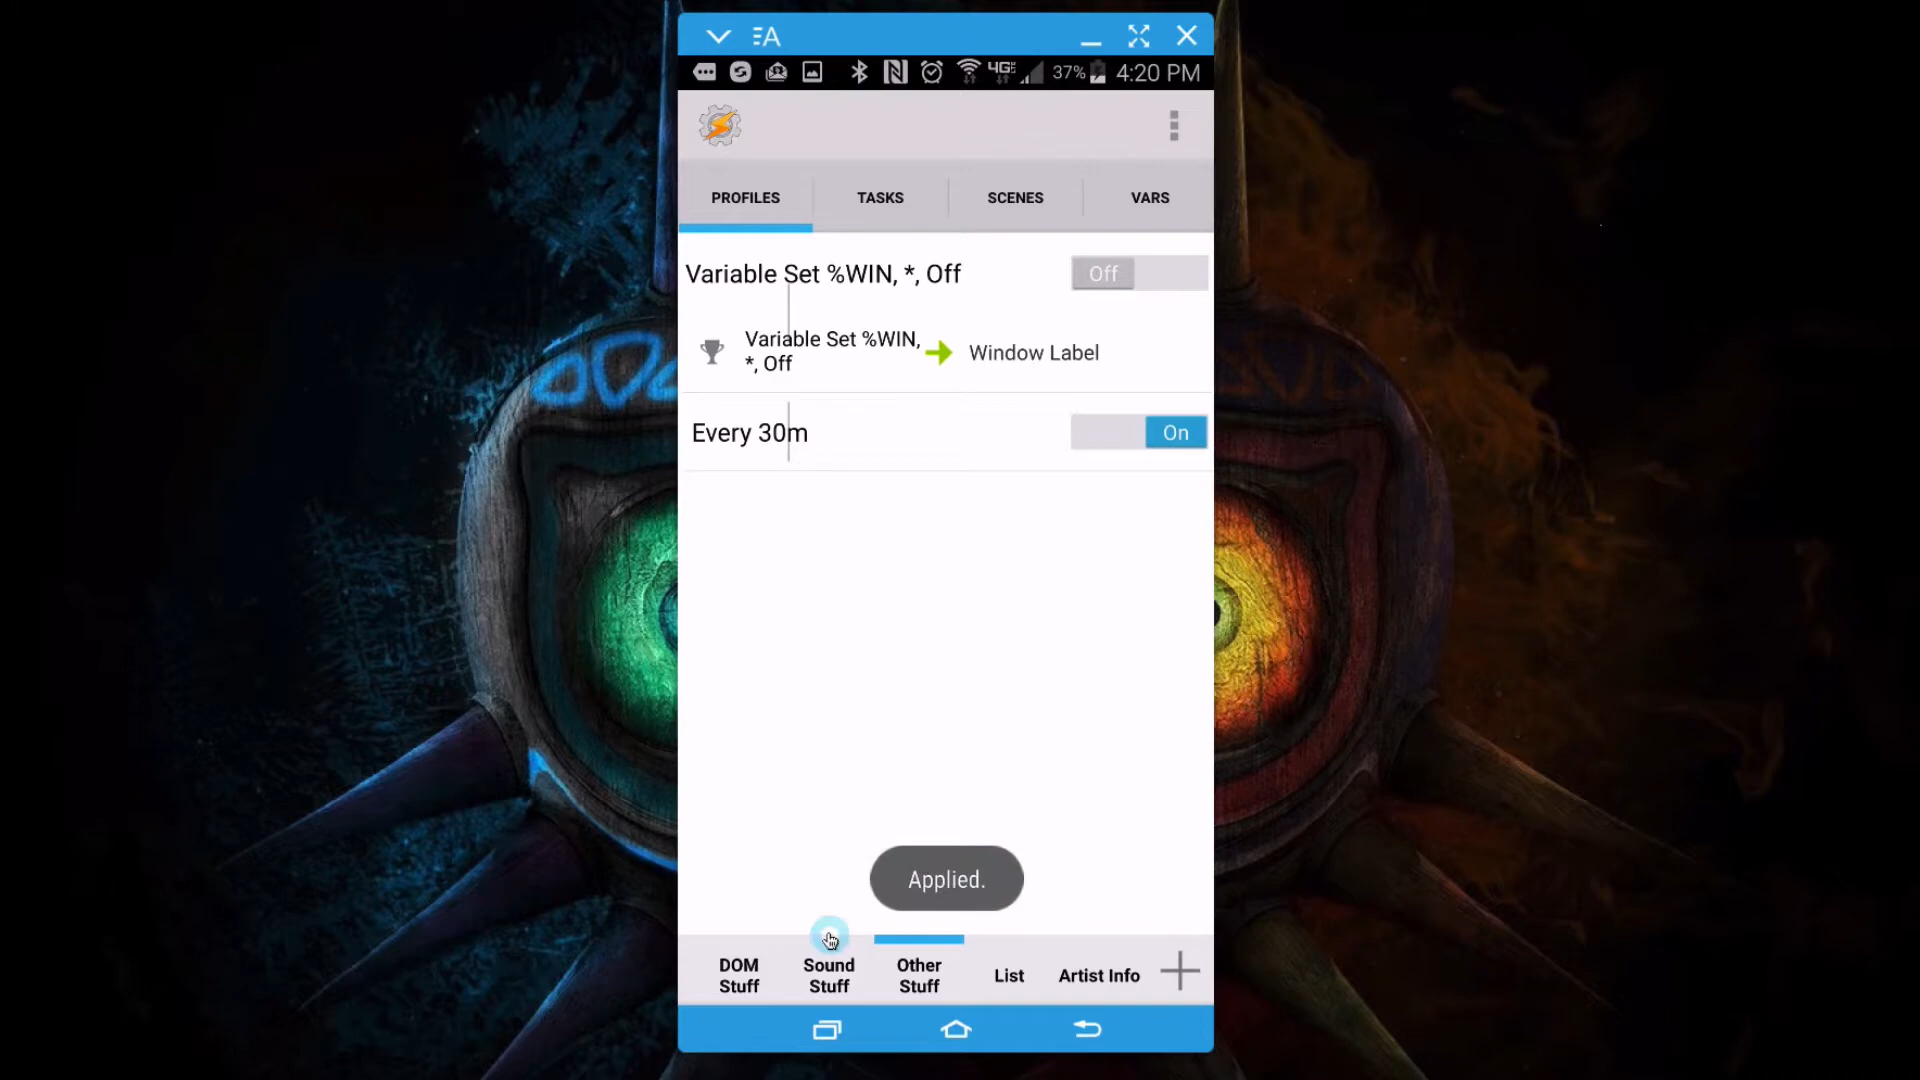 A
4G 37% 4:20 PM
PROFILES TASKS SCENES VARS
Variable Set %WIN, *, Off Off
Variable Set %WIN,
*, Off
Window Label
Every 30m On
Applied.
DOM
Stuff
Sound
Stuff
Other
Stuff
List
Artist Info